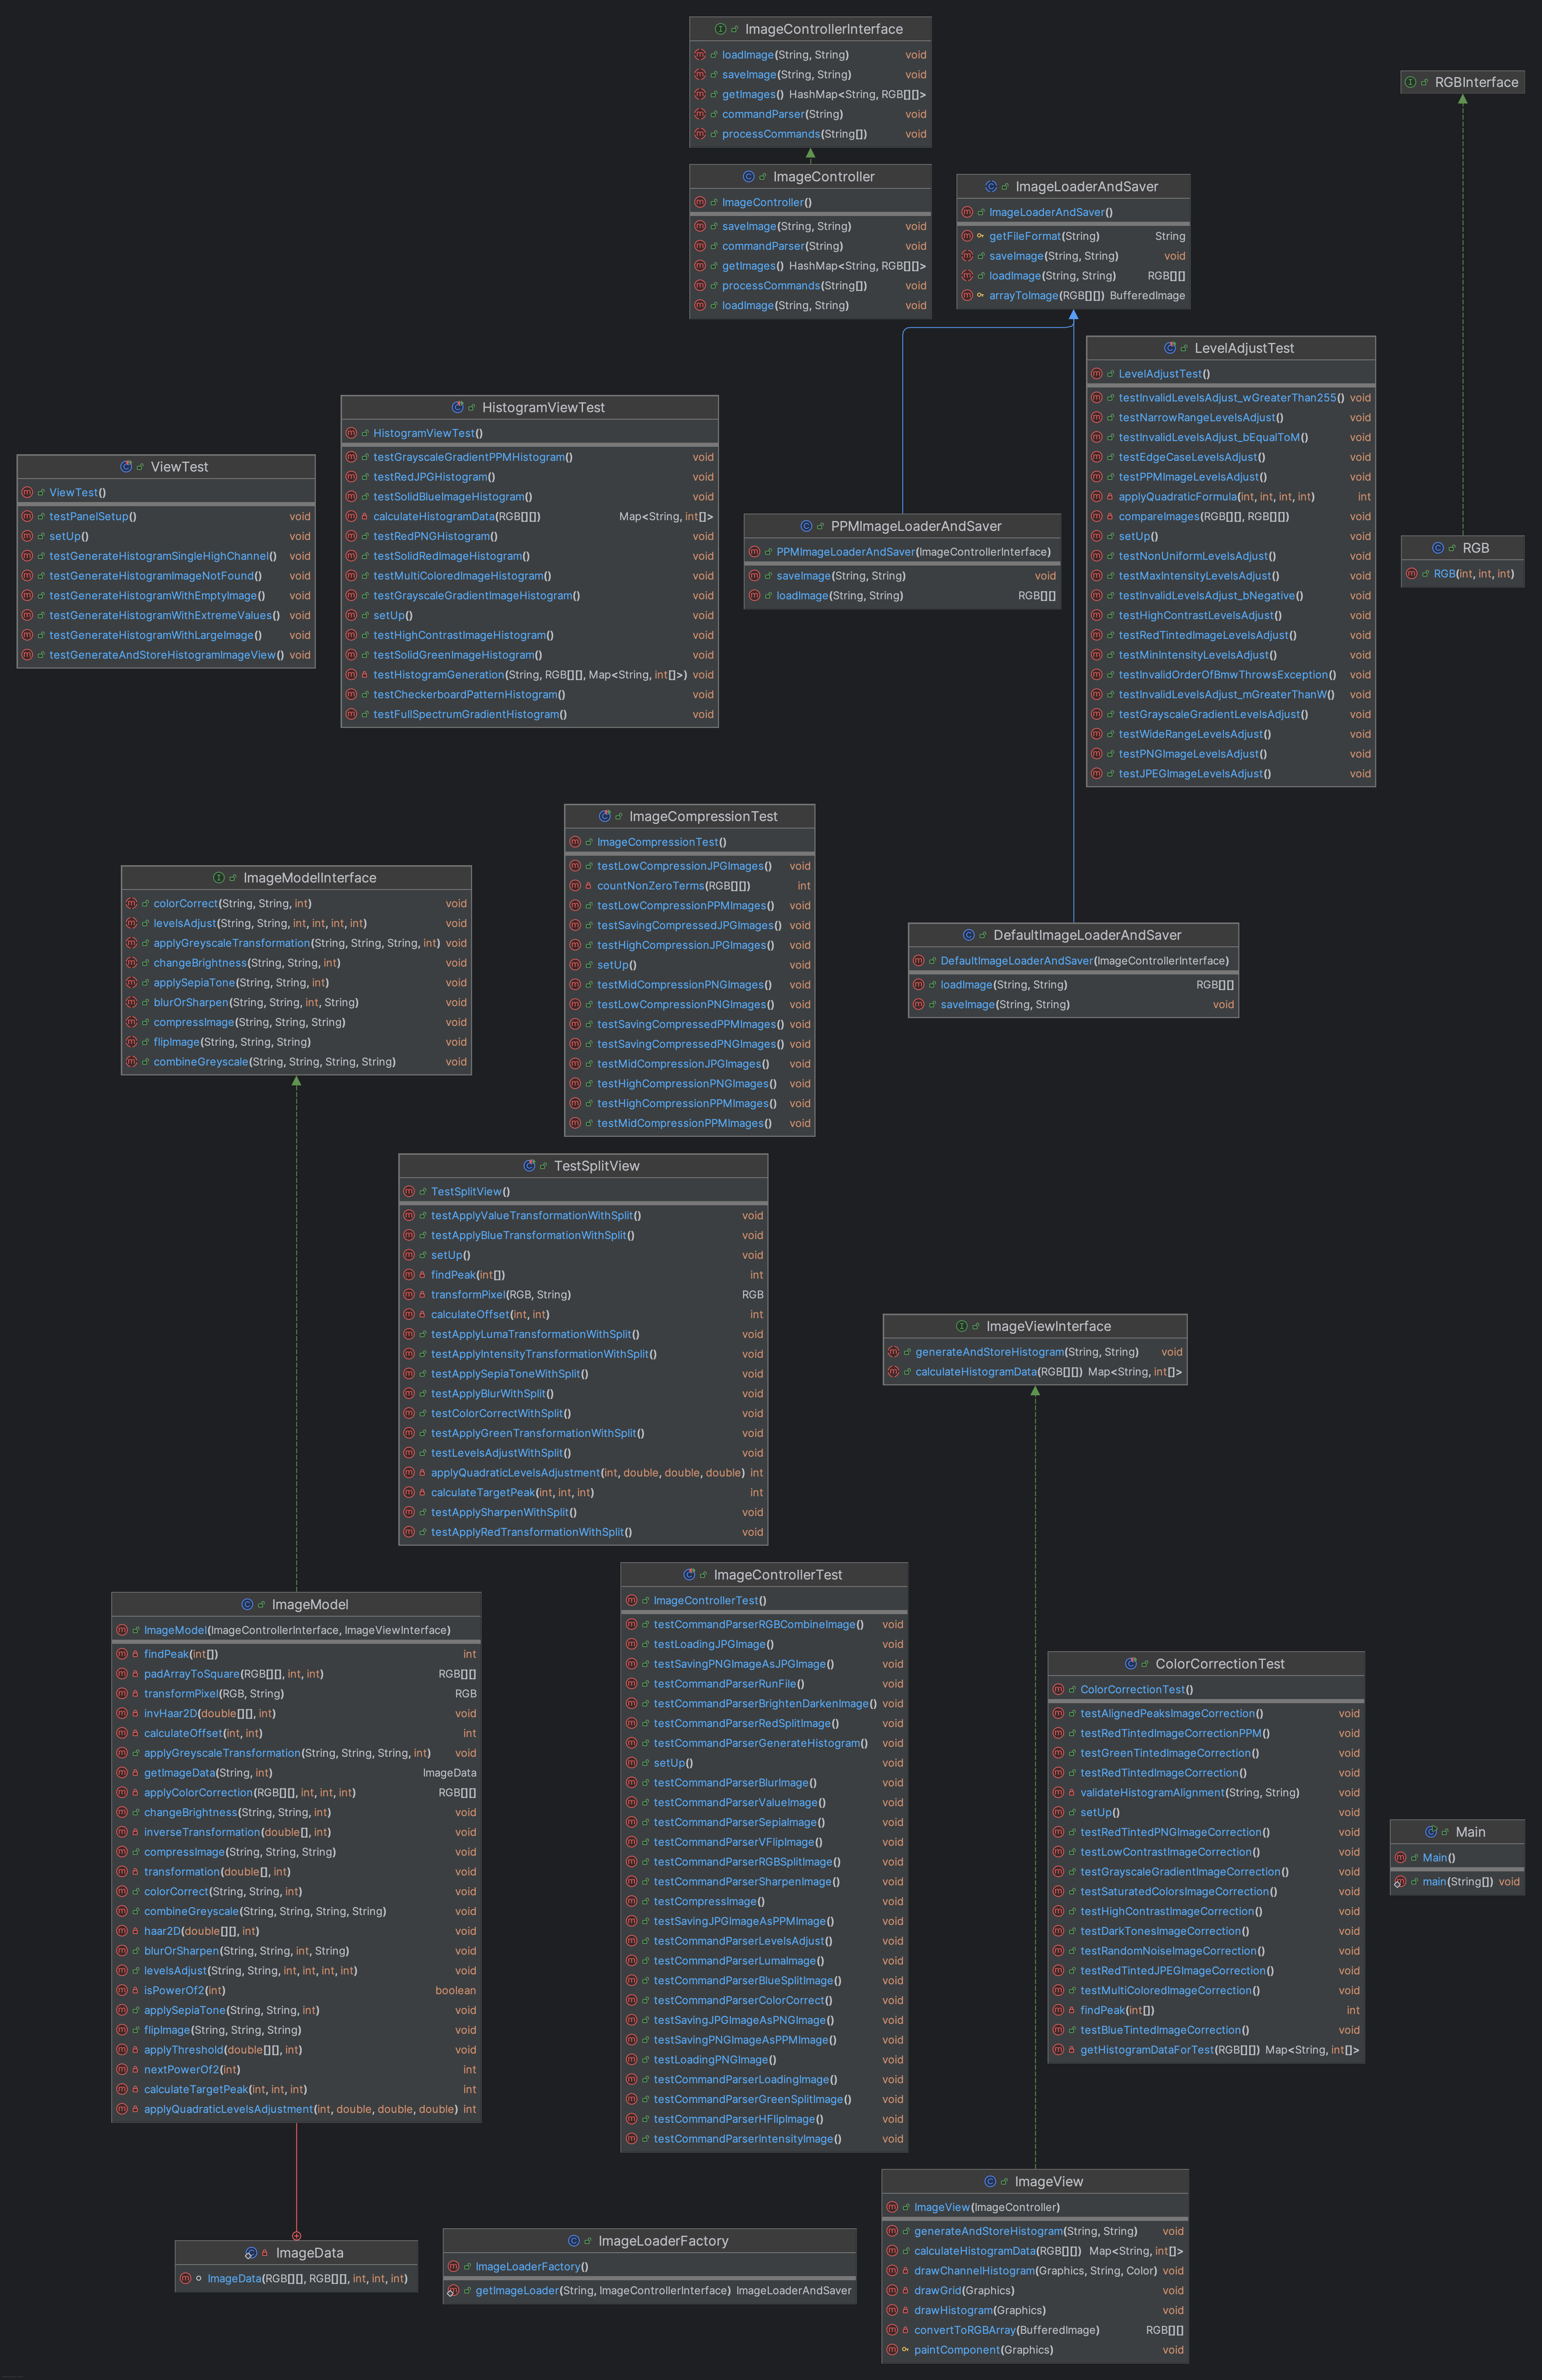 ImageControllerInterface
loadImage(String, String) void
saveImage(String, String) void
getImages() HashMap<String, RGB[][]>
commandParser(String) void
processCommands(String[]) void
RGBInterface
ImageController
ImageController()
saveImage(String, String) void
commandParser(String) void
getImages() HashMap<String, RGB[][]>
processCommands(String[]) void
loadImage(String, String) void
ImageLoaderAndSaver
ImageLoaderAndSaver()
getFileFormat(String) String
saveImage(String, String) void
loadImage(String, String) RGB[][]
arrayToImage(RGB[][]) BufferedImage
LevelAdjustTest
LevelAdjustTest()
testInvalidLevelsAdjust_wGreaterThan255() void
testNarrowRangeLevelsAdjust() void
testInvalidLevelsAdjust_bEqualToM() void
testEdgeCaseLevelsAdjust() void
testPPMImageLevelsAdjust() void
applyQuadraticFormula(int, int, int, int) int
compareImages(RGB[][], RGB[][]) void
setUp() void
testNonUniformLevelsAdjust() void
testMaxIntensityLevelsAdjust() void
testInvalidLevelsAdjust_bNegative() void
testHighContrastLevelsAdjust() void
testRedTintedImageLevelsAdjust() void
testMinIntensityLevelsAdjust() void
testInvalidOrderOfBmwThrowsException() void
testInvalidLevelsAdjust_mGreaterThanW() void
testGrayscaleGradientLevelsAdjust() void
testWideRangeLevelsAdjust() void
testPNGImageLevelsAdjust() void
testJPEGImageLevelsAdjust() void
HistogramViewTest
HistogramViewTest()
testGrayscaleGradientPPMHistogram() void
testRedJPGHistogram() void
testSolidBlueImageHistogram() void
calculateHistogramData(RGB[][]) Map<String, int[]>
testRedPNGHistogram() void
testSolidRedImageHistogram() void
testMultiColoredImageHistogram() void
testGrayscaleGradientImageHistogram() void
setUp() void
testHighContrastImageHistogram() void
testSolidGreenImageHistogram() void
testHistogramGeneration(String, RGB[][], Map<String, int[]>) void
testCheckerboardPatternHistogram() void
testFullSpectrumGradientHistogram() void
ViewTest
ViewTest()
testPanelSetup() void
setUp() void
testGenerateHistogramSingleHighChannel() void
testGenerateHistogramImageNotFound() void
testGenerateHistogramWithEmptyImage() void
testGenerateHistogramWithExtremeValues() void
testGenerateHistogramWithLargeImage() void
testGenerateAndStoreHistogramImageView() void
PPMImageLoaderAndSaver
PPMImageLoaderAndSaver(ImageControllerInterface)
saveImage(String, String) void
loadImage(String, String) RGB[][]
RGB
RGB(int, int, int)
ImageCompressionTest
ImageCompressionTest()
testLowCompressionJPGImages() void
countNonZeroTerms(RGB[][]) int
testLowCompressionPPMImages() void
testSavingCompressedJPGImages() void
testHighCompressionJPGImages() void
setUp() void
testMidCompressionPNGImages() void
testLowCompressionPNGImages() void
testSavingCompressedPPMImages() void
testSavingCompressedPNGImages() void
testMidCompressionJPGImages() void
testHighCompressionPNGImages() void
testHighCompressionPPMImages() void
testMidCompressionPPMImages() void
ImageModelInterface
colorCorrect(String, String, int) void
levelsAdjust(String, String, int, int, int, int) void
applyGreyscaleTransformation(String, String, String, int) void
changeBrightness(String, String, int) void
applySepiaTone(String, String, int) void
blurOrSharpen(String, String, int, String) void
compressImage(String, String, String) void
flipImage(String, String, String) void
combineGreyscale(String, String, String, String) void
DefaultImageLoaderAndSaver
DefaultImageLoaderAndSaver(ImageControllerInterface)
loadImage(String, String) RGB[][]
saveImage(String, String) void
TestSplitView
TestSplitView()
testApplyValueTransformationWithSplit() void
testApplyBlueTransformationWithSplit() void
setUp() void
findPeak(int[]) int
transformPixel(RGB, String) RGB
calculateOffset(int, int) int
testApplyLumaTransformationWithSplit() void
testApplyIntensityTransformationWithSplit() void
testApplySepiaToneWithSplit() void
testApplyBlurWithSplit() void
testColorCorrectWithSplit() void
testApplyGreenTransformationWithSplit() void
testLevelsAdjustWithSplit() void
applyQuadraticLevelsAdjustment(int, double, double, double) int
calculateTargetPeak(int, int, int) int
testApplySharpenWithSplit() void
testApplyRedTransformationWithSplit() void
ImageViewInterface
generateAndStoreHistogram(String, String) void
calculateHistogramData(RGB[][]) Map<String, int[]>
ImageModel
ImageModel(ImageControllerInterface, ImageViewInterface)
findPeak(int[]) int
padArrayToSquare(RGB[][], int, int) RGB[][]
transformPixel(RGB, String) RGB
invHaar2D(double[][], int) void
calculateOffset(int, int) int
applyGreyscaleTransformation(String, String, String, int) void
getImageData(String, int) ImageData
applyColorCorrection(RGB[][], int, int, int) RGB[][]
changeBrightness(String, String, int) void
inverseTransformation(double[], int) void
compressImage(String, String, String) void
transformation(double[], int) void
colorCorrect(String, String, int) void
combineGreyscale(String, String, String, String) void
haar2D(double[][], int) void
blurOrSharpen(String, String, int, String) void
levelsAdjust(String, String, int, int, int, int) void
isPowerOf2(int) boolean
applySepiaTone(String, String, int) void
flipImage(String, String, String) void
applyThreshold(double[][], int) void
nextPowerOf2(int) int
calculateTargetPeak(int, int, int) int
applyQuadraticLevelsAdjustment(int, double, double, double) int
ImageControllerTest
ImageControllerTest()
testCommandParserRGBCombineImage() void
testLoadingJPGImage() void
testSavingPNGImageAsJPGImage() void
testCommandParserRunFile() void
testCommandParserBrightenDarkenImage() void
testCommandParserRedSplitImage() void
testCommandParserGenerateHistogram() void
setUp() void
testCommandParserBlurImage() void
testCommandParserValueImage() void
testCommandParserSepiaImage() void
testCommandParserVFlipImage() void
testCommandParserRGBSplitImage() void
testCommandParserSharpenImage() void
testCompressImage() void
testSavingJPGImageAsPPMImage() void
testCommandParserLevelsAdjust() void
testCommandParserLumaImage() void
testCommandParserBlueSplitImage() void
testCommandParserColorCorrect() void
testSavingJPGImageAsPNGImage() void
testSavingPNGImageAsPPMImage() void
testLoadingPNGImage() void
testCommandParserLoadingImage() void
testCommandParserGreenSplitImage() void
testCommandParserHFlipImage() void
testCommandParserIntensityImage() void
ColorCorrectionTest
ColorCorrectionTest()
testAlignedPeaksImageCorrection() void
testRedTintedImageCorrectionPPM() void
testGreenTintedImageCorrection() void
testRedTintedImageCorrection() void
validateHistogramAlignment(String, String) void
setUp() void
testRedTintedPNGImageCorrection() void
testLowContrastImageCorrection() void
testGrayscaleGradientImageCorrection() void
testSaturatedColorsImageCorrection() void
testHighContrastImageCorrection() void
testDarkTonesImageCorrection() void
testRandomNoiseImageCorrection() void
testRedTintedJPEGImageCorrection() void
testMultiColoredImageCorrection() void
findPeak(int[]) int
testBlueTintedImageCorrection() void
getHistogramDataForTest(RGB[][]) Map<String, int[]>
Main
Main()
main(String[]) void
ImageData
ImageData(RGB[][], RGB[][], int, int, int)
ImageLoaderFactory
ImageLoaderFactory()
getImageLoader(String, ImageControllerInterface) ImageLoaderAndSaver
ImageView
ImageView(ImageController)
generateAndStoreHistogram(String, String) void
calculateHistogramData(RGB[][]) Map<String, int[]>
drawChannelHistogram(Graphics, String, Color) void
drawGrid(Graphics) void
drawHistogram(Graphics) void
convertToRGBArray(BufferedImage) RGB[][]
paintComponent(Graphics) void